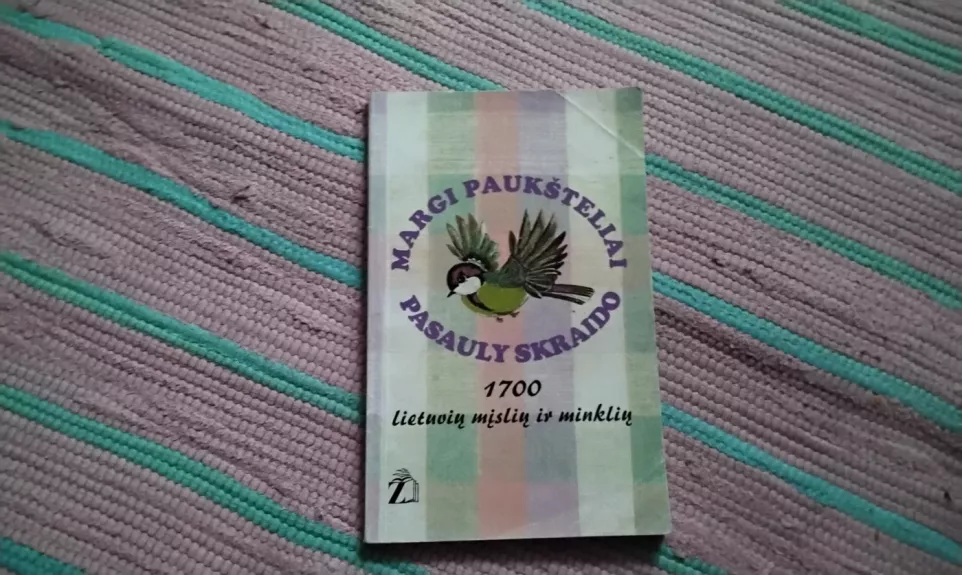 MARGI PAUKŠTELIAI
PASAULY SKRAIDO
1700
lietuvių mįslių ir minklių
Ž